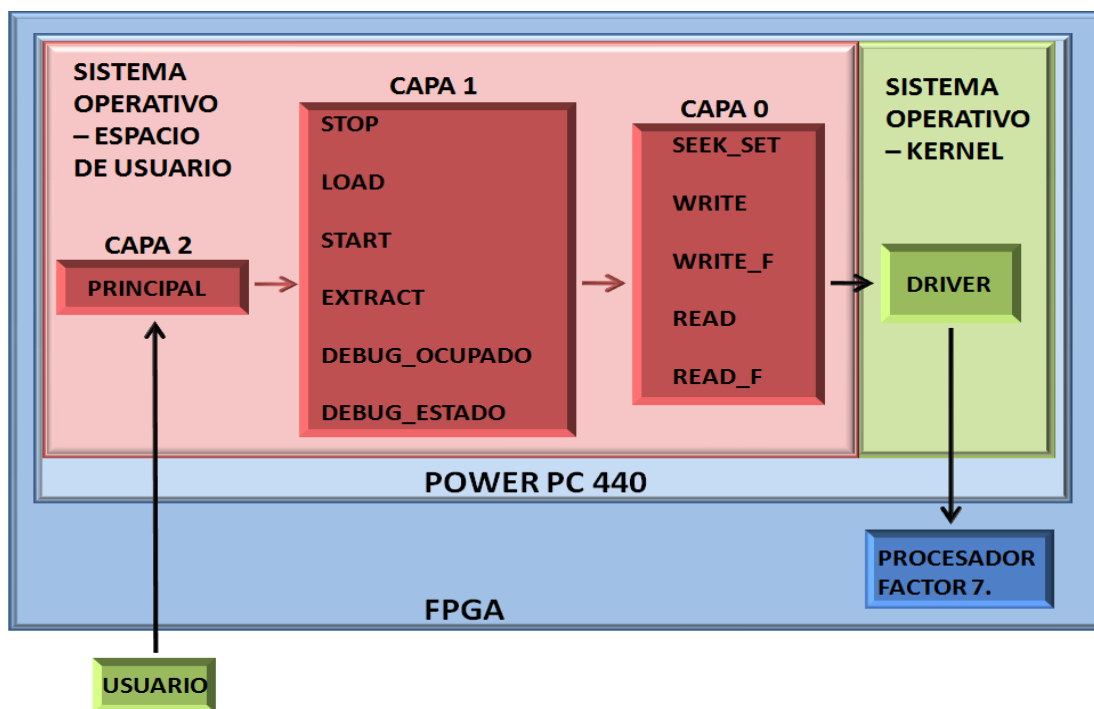 SISTEMA
OPERATIVO
– ESPACIO
DE USUARIO
CAPA 2
PRINCIPAL
CAPA 1
STOP
LOAD
START
EXTRACT
DEBUG_OCUPADO
DEBUG_ESTADO
CAPA 0
SEEK_SET
WRITE
WRITE_F
READ
READ_F
SISTEMA
OPERATIVO
– KERNEL
DRIVER
POWER PC 440
PROCESADOR
FACTOR 7.
FPGA
USUARIO